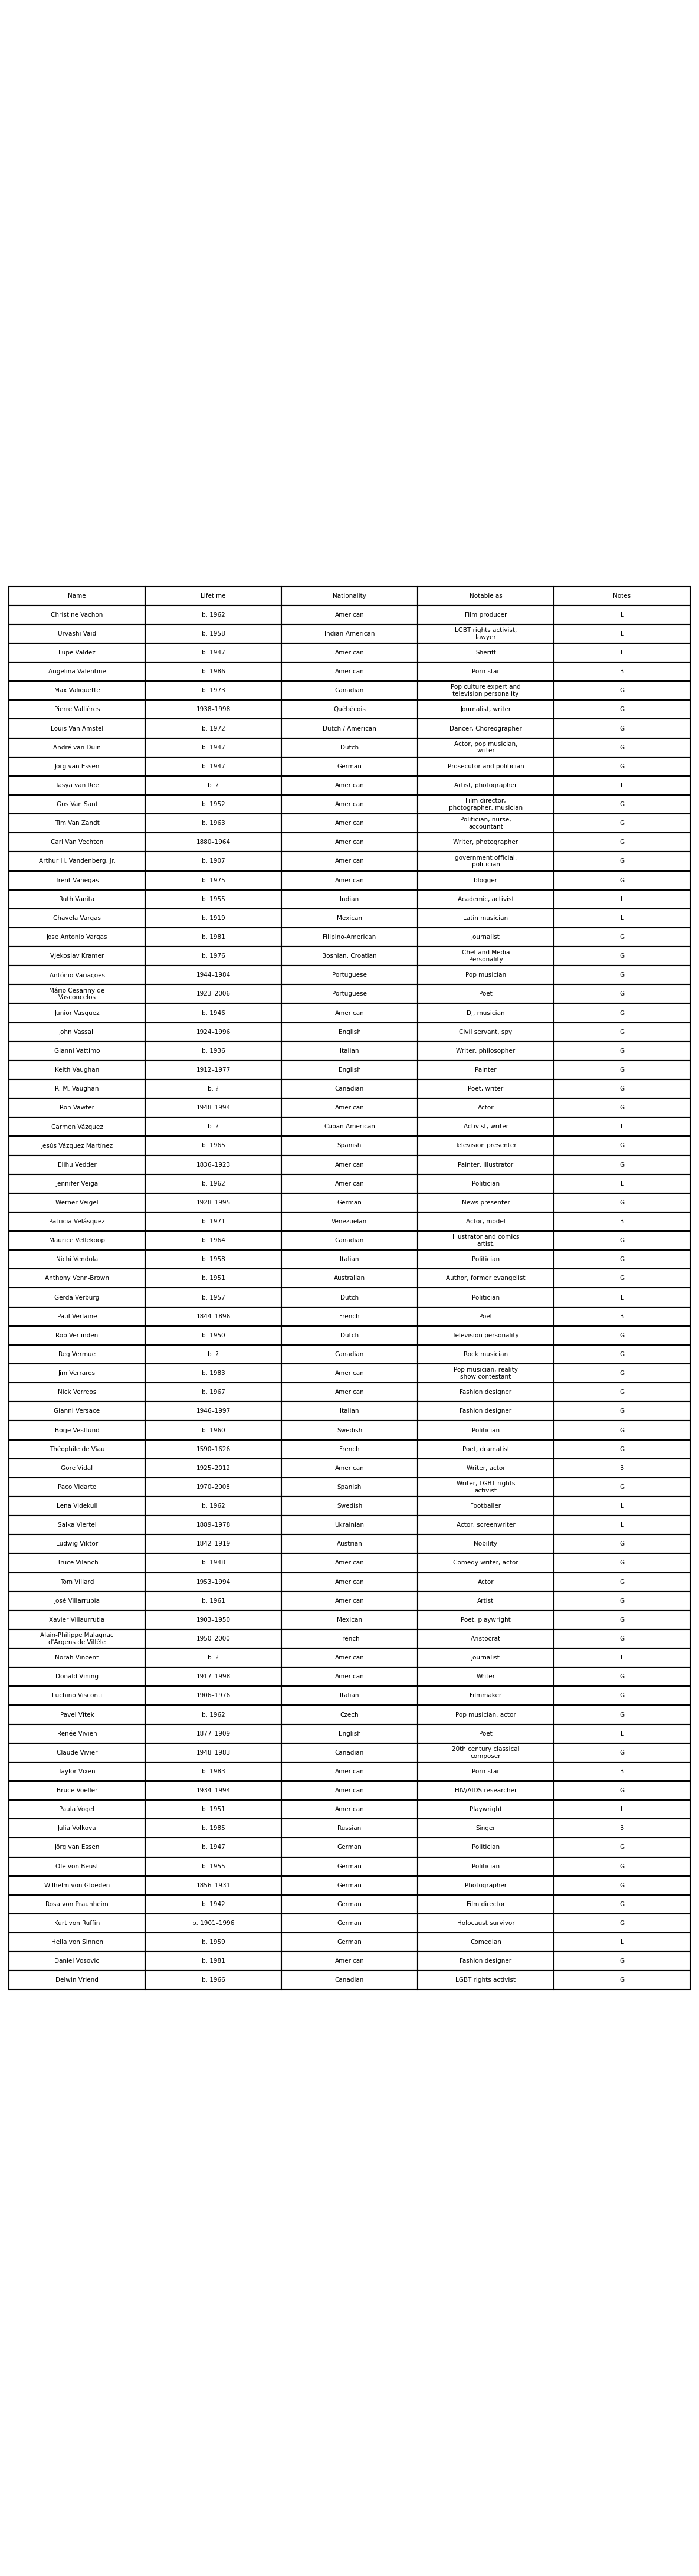 Name Lifetime Nationality Notable as Notes
Christine Vachon b. 1962 American Film producer L
Urvashi Vaid b. 1958 Indian-American LGBT rights activist, lawyer L
Lupe Valdez b. 1947 American Sheriff L
Angelina Valentine b. 1986 American Porn star B
Max Valiquette b. 1973 Canadian Pop culture expert and television personality G
Pierre Vallières 1938–1998 Québécois Journalist, writer G
Louis Van Amstel b. 1972 Dutch / American Dancer, Choreographer G
André van Duin b. 1947 Dutch Actor, pop musician, writer G
Jörg van Essen b. 1947 German Prosecutor and politician G
Tasya van Ree b. ? American Artist, photographer L
Gus Van Sant b. 1952 American Film director, photographer, musician G
Tim Van Zandt b. 1963 American Politician, nurse, accountant G
Carl Van Vechten 1880–1964 American Writer, photographer G
Arthur H. Vandenberg, Jr. b. 1907 American government official, politician G
Trent Vanegas b. 1975 American blogger G
Ruth Vanita b. 1955 Indian Academic, activist L
Chavela Vargas b. 1919 Mexican Latin musician L
Jose Antonio Vargas b. 1981 Filipino-American Journalist G
Vjekoslav Kramer b. 1976 Bosnian, Croatian Chef and Media Personality G
António Variações 1944–1984 Portuguese Pop musician G
Mário Cesariny de Vasconcelos 1923–2006 Portuguese Poet G
Junior Vasquez b. 1946 American DJ, musician G
John Vassall 1924–1996 English Civil servant, spy G
Gianni Vattimo b. 1936 Italian Writer, philosopher G
Keith Vaughan 1912–1977 English Painter G
R. M. Vaughan b. ? Canadian Poet, writer G
Ron Vawter 1948–1994 American Actor G
Carmen Vázquez b. ? Cuban-American Activist, writer L
Jesús Vázquez Martínez b. 1965 Spanish Television presenter G
Elihu Vedder 1836–1923 American Painter, illustrator G
Jennifer Veiga b. 1962 American Politician L
Werner Veigel 1928–1995 German News presenter G
Patricia Velásquez b. 1971 Venezuelan Actor, model B
Maurice Vellekoop b. 1964 Canadian Illustrator and comics artist. G
Nichi Vendola b. 1958 Italian Politician G
Anthony Venn-Brown b. 1951 Australian Author, former evangelist G
Gerda Verburg b. 1957 Dutch Politician L
Paul Verlaine 1844–1896 French Poet B
Rob Verlinden b. 1950 Dutch Television personality G
Reg Vermue b. ? Canadian Rock musician G
Jim Verraros b. 1983 American Pop musician, reality show contestant G
Nick Verreos b. 1967 American Fashion designer G
Gianni Versace 1946–1997 Italian Fashion designer G
Börje Vestlund b. 1960 Swedish Politician G
Théophile de Viau 1590–1626 French Poet, dramatist G
Gore Vidal 1925–2012 American Writer, actor B
Paco Vidarte 1970–2008 Spanish Writer, LGBT rights activist G
Lena Videkull b. 1962 Swedish Footballer L
Salka Viertel 1889–1978 Ukrainian Actor, screenwriter L
Ludwig Viktor 1842–1919 Austrian Nobility G
Bruce Vilanch b. 1948 American Comedy writer, actor G
Tom Villard 1953–1994 American Actor G
José Villarrubia b. 1961 American Artist G
Xavier Villaurrutia 1903–1950 Mexican Poet, playwright G
Alain-Philippe Malagnac d'Argens de Villèle 1950–2000 French Aristocrat G
Norah Vincent b. ? American Journalist L
Donald Vining 1917–1998 American Writer G
Luchino Visconti 1906–1976 Italian Filmmaker G
Pavel Vítek b. 1962 Czech Pop musician, actor G
Renée Vivien 1877–1909 English Poet L
Claude Vivier 1948–1983 Canadian 20th century classical composer G
Taylor Vixen b. 1983 American Porn star B
Bruce Voeller 1934–1994 American HIV/AIDS researcher G
Paula Vogel b. 1951 American Playwright L
Julia Volkova b. 1985 Russian Singer B
Jörg van Essen b. 1947 German Politician G
Ole von Beust b. 1955 German Politician G
Wilhelm von Gloeden 1856–1931 German Photographer G
Rosa von Praunheim b. 1942 German Film director G
Kurt von Ruffin b. 1901–1996 German Holocaust survivor G
Hella von Sinnen b. 1959 German Comedian L
Daniel Vosovic b. 1981 American Fashion designer G
Delwin Vriend b. 1966 Canadian LGBT rights activist G